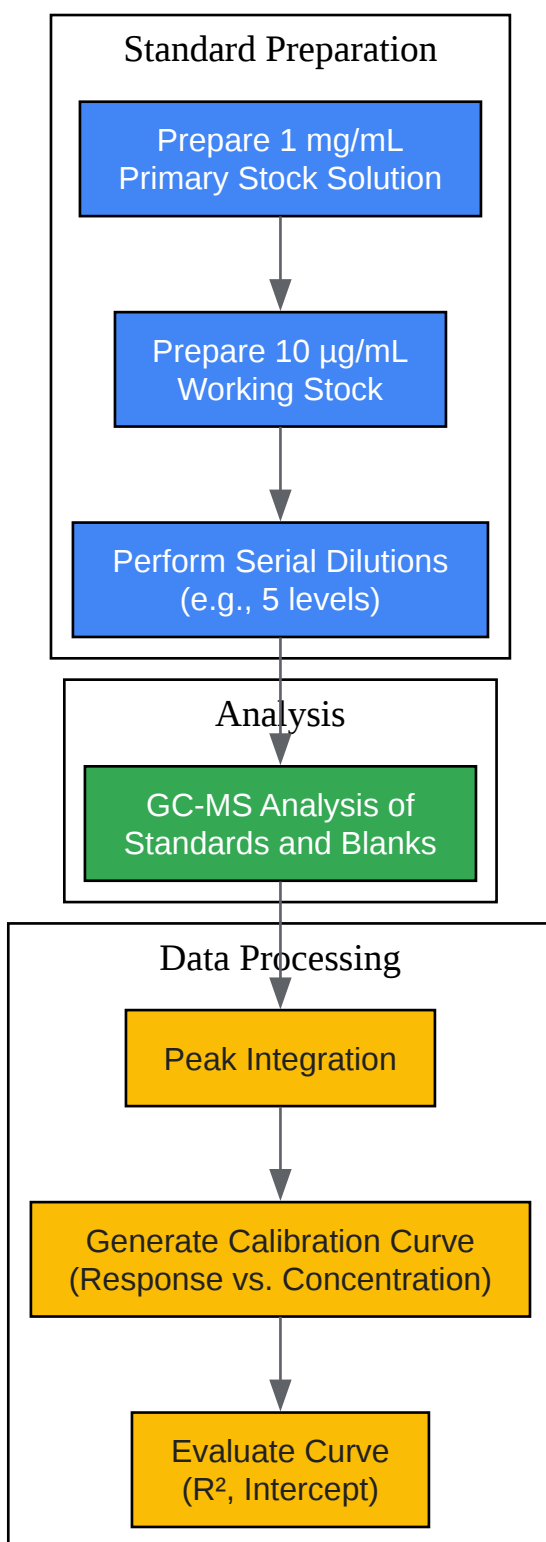 Standard Preparation
Prepare 1 mg/mL
Primary Stock Solution
Prepare 10 µg/mL
Working Stock
Perform Serial Dilutions
(e.g., 5 levels)
Analysis
GC-MS Analysis of
Standards and Blanks
Data Processing
Peak Integration
Generate Calibration Curve
(Response vs. Concentration)
Evaluate Curve
(R², Intercept)